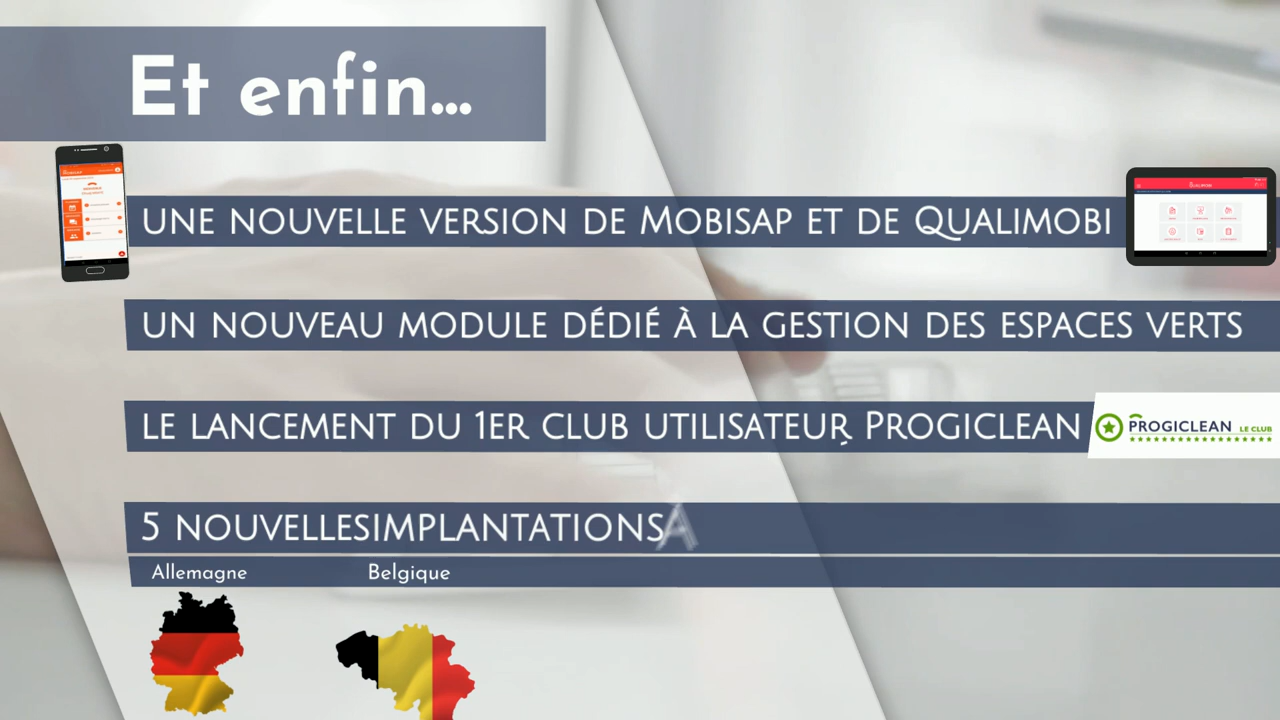 Et enfin...
UNE NOUVELLE VERSION DE MOBISAP ET DE QUALIMOBI
UN NOUVEAU MODULE DÉDIÉ À LA GESTION DES ESPACES VERTS
LE LANCEMENT DU 1ER CLUB UTILISATEUR PROGICLEAN
PROGICLEAN LE CLUB
5 NOUVELLESIMPLANTATIONSA
Allemagne Belgique